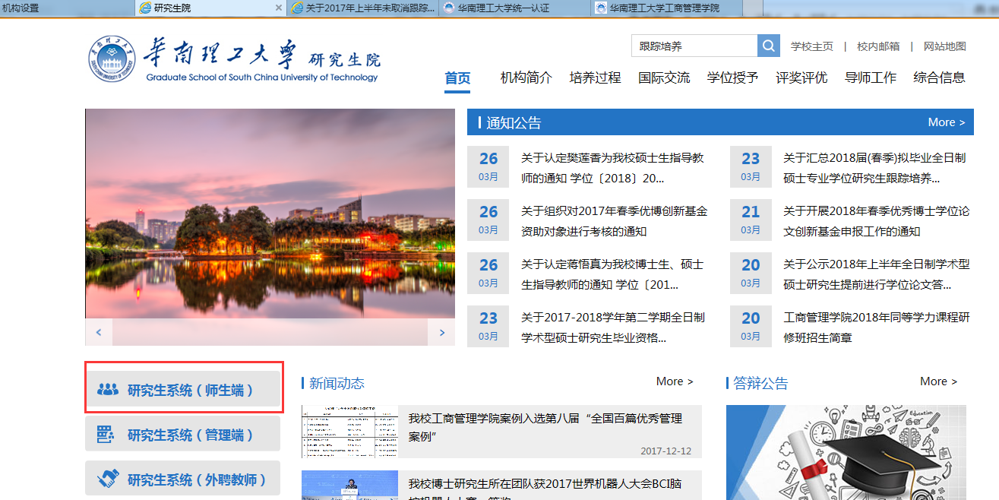 机构设置
研究生院
关于2017年上半年未取消跟踪...
华南理工大学统一认证
华南理工大学工商管理学院
华南理工大学 研究生院
Graduate School of South China University of Technology
跟踪培养
学校主页 | 校内邮箱 | 网站地图
首页 机构简介 培养过程 国际交流 学位授予 评奖评优 导师工作 综合信息
通知公告
More >
26
03月
关于认定樊莲香为我校硕士生指导教
师的通知 学位〔2018〕20...
23
03月
关于汇总2018届(春季)拟毕业全日制
硕士专业学位研究生跟踪培养...
26
03月
关于组织对2017年春季优博创新基金
资助对象进行考核的通知
21
03月
关于开展2018年春季优秀博士学位论
文创新基金申报工作的通知
26
03月
关于认定蒋悟真为我校博士生、硕士
生指导教师的通知 学位〔201...
20
03月
关于公示2018年上半年全日制学术型
硕士研究生提前进行学位论文答...
23
03月
关于2017-2018学年第二学期全日制
学术型硕士研究生毕业资格...
20
03月
工商管理学院2018年同等学力课程研
修班招生简章
< >
研究生系统（师生端）
研究生系统（管理端）
研究生系统（外聘教师）
新闻动态
More >
我校工商管理学院案例入选第八届“全国百篇优秀管理
案例”
2017-12-12
我校博士研究生所在团队获2017世界机器人大会BCI脑
答辩公告
More >
Education